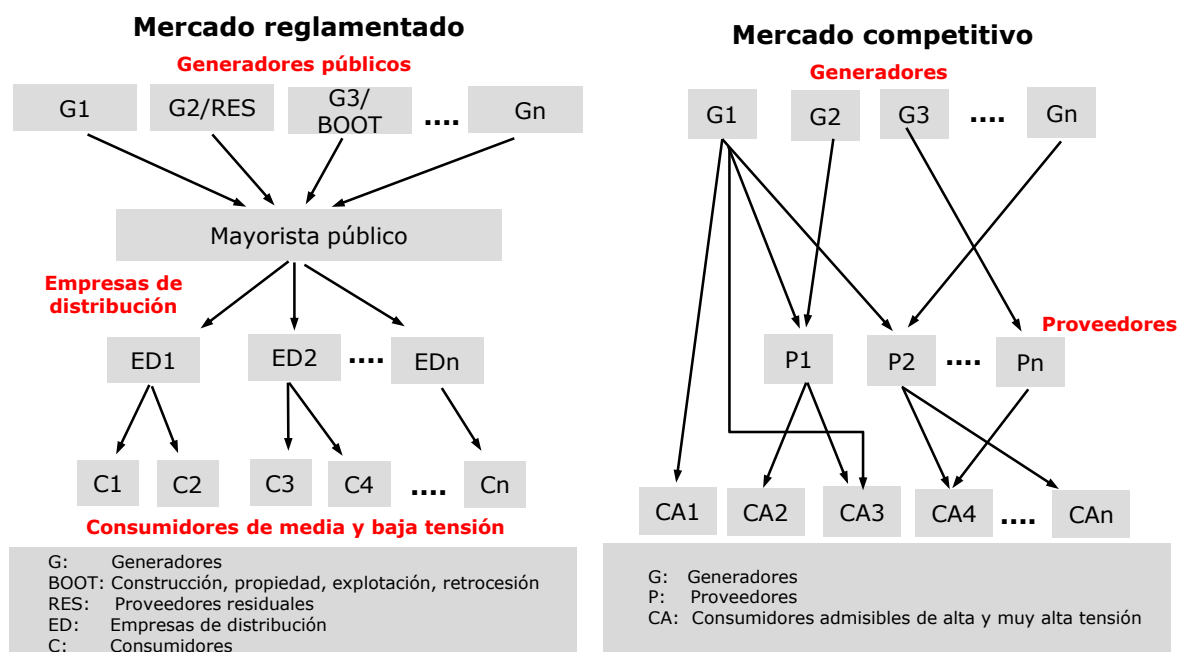 Mercado reglamentado
Generadores públicos
G1
G2/RES
G3/
BOOT
....
Gn
Mayorista público
Empresas de
distribución
ED1
ED2
....
EDn
C1
C2
C3
C4
....
Cn
Consumidores de media y baja tensión
G: Generadores
BOOT: Construcción, propiedad, explotación, retrocesión
RES: Proveedores residuales
ED: Empresas de distribución
C: Consumidores
Mercado competitivo
Generadores
G1
G2
G3
....
Gn
Proveedores
P1
P2
....
Pn
CA1
CA2
CA3
CA4
....
CAn
G: Generadores
P: Proveedores
CA: Consumidores admisibles de alta y muy alta tensión